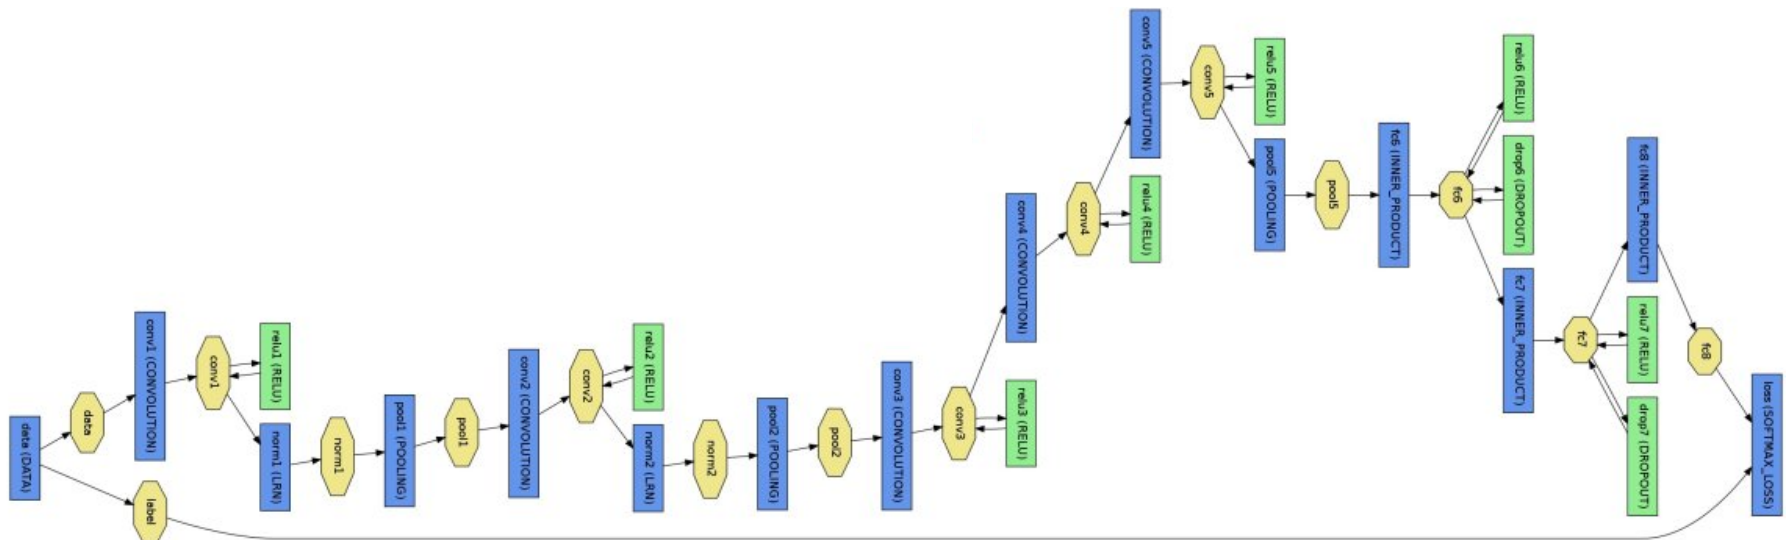 data (DATA)
data
label
conv1 (CONVOLUTION)
conv1
relu1 (RELU)
norm1 (LRN)
norm1
pool1 (POOLING)
pool1
conv2 (CONVOLUTION)
conv2
relu2 (RELU)
norm2 (LRN)
norm2
pool2 (POOLING)
pool2
conv3 (CONVOLUTION)
conv3
relu3 (RELU)
conv4 (CONVOLUTION)
conv4
relu4 (RELU)
conv5 (CONVOLUTION)
conv5
relu5 (RELU)
pool5 (POOLING)
pool5
fc6 (INNER_PRODUCT)
fc6
relu6 (RELU)
drop6 (DROPOUT)
fc7 (INNER_PRODUCT)
fc7
fc8 (INNER_PRODUCT)
relu7 (RELU)
drop7 (DROPOUT)
fc8
loss (SOFTMAX_LOSS)